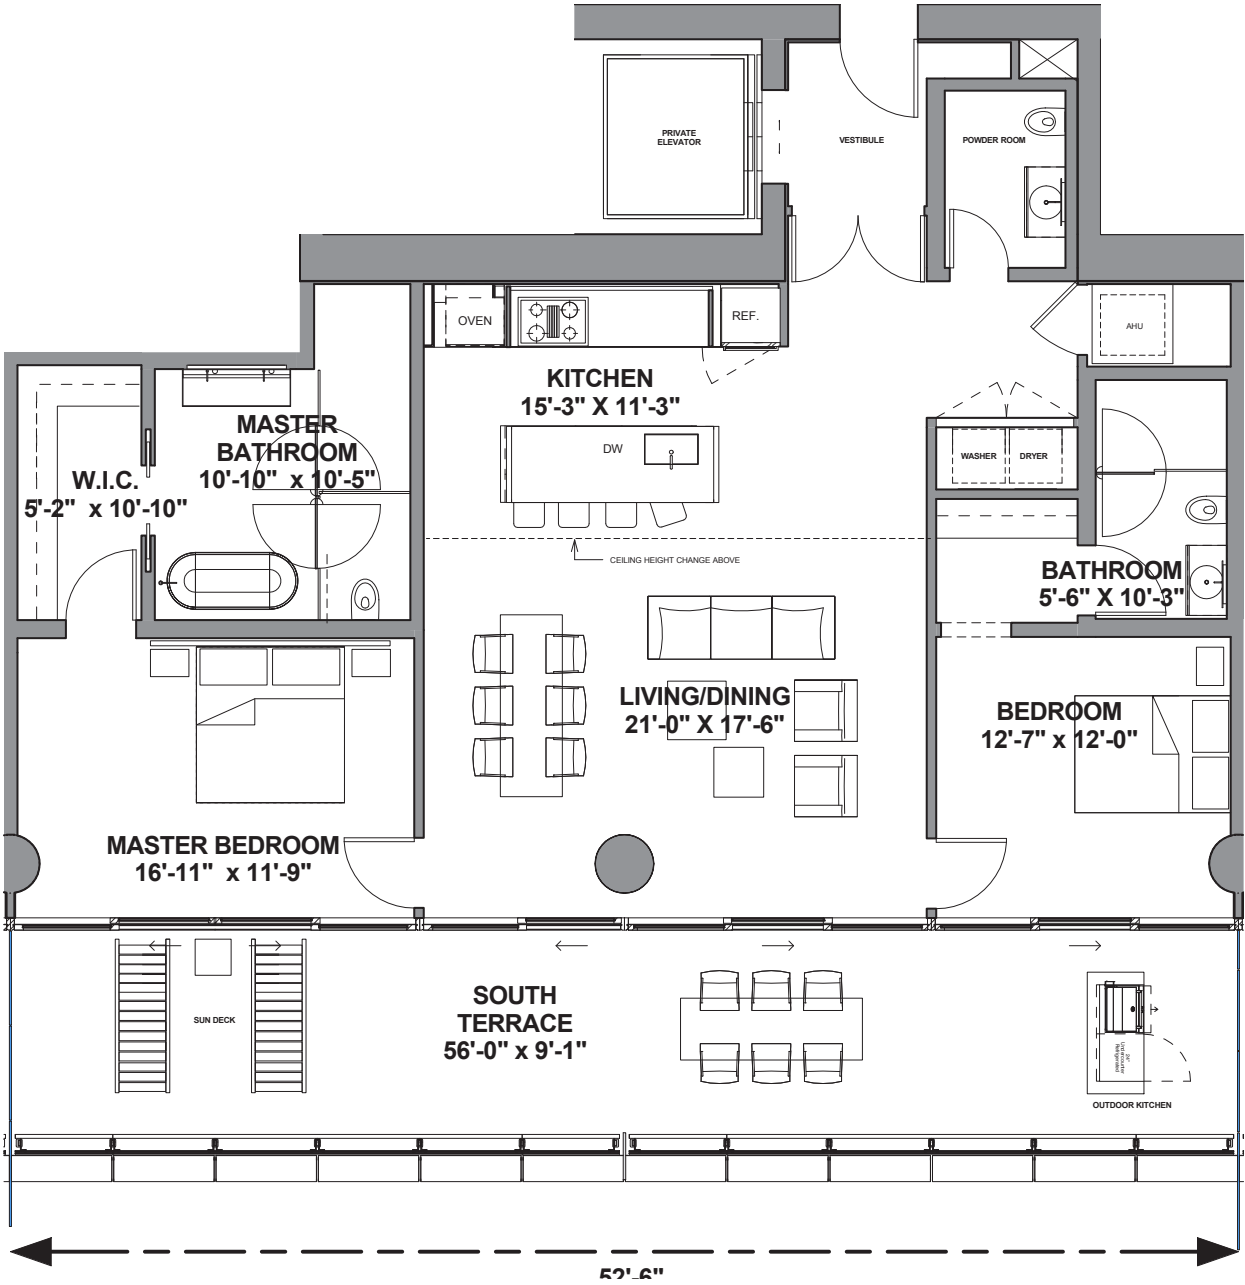 PRIVATE
ELEVATOR
VESTIBULE
POWDER ROOM
OVEN
REF.
AHU
KITCHEN
15'-3" X 11'-3"
DW
MASTER
BATHROOM
10'-10" x 10'-5"
W.I.C.
5'-2" x 10'-10"
WASHER
DRYER
CEILING HEIGHT CHANGE ABOVE
BATHROOM
5'-6" X 10'-3"
LIVING/DINING
21'-0" X 17'-6"
BEDROOM
12'-7" x 12'-0"
MASTER BEDROOM
16'-11" x 11'-9"
SUN DECK
SOUTH
TERRACE
56'-0" x 9'-1"
24"
Undercounter
Refrigerated
OUTDOOR KITCHEN
52'-6"